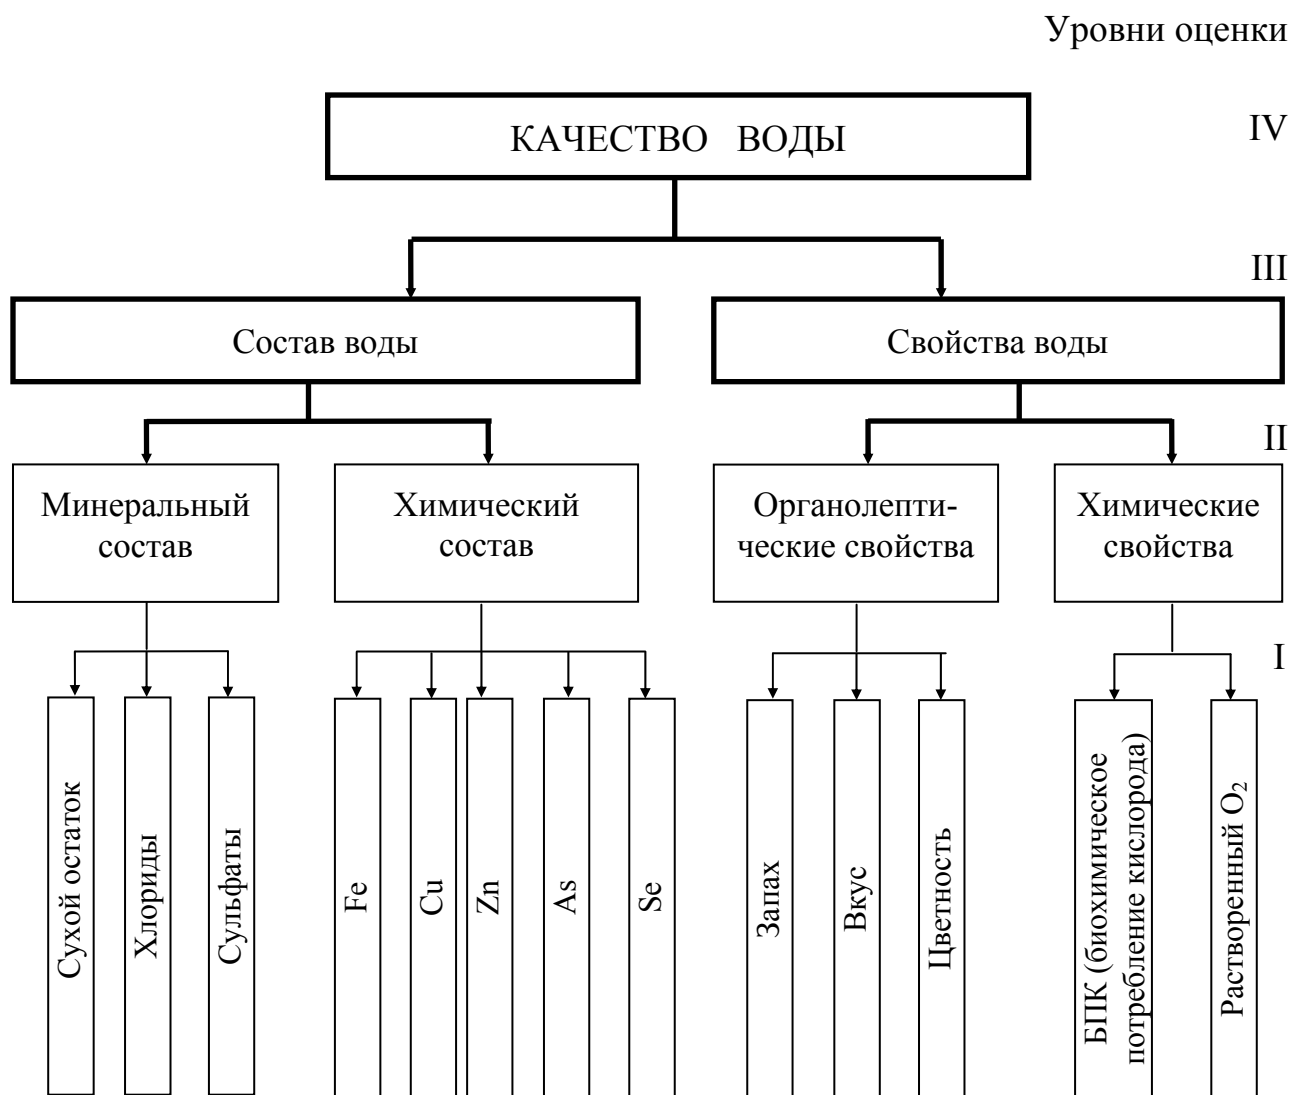 Уровни оценки
КАЧЕСТВО ВОДЫ
IV
III
Состав воды
Свойства воды
II
Минеральный
состав
Химический
состав
Органолепти-
ческие свойства
Химические
свойства
I
Сухой остаток
Хлориды
Сульфаты
Fe
Cu
Zn
As
Se
Запах
Вкус
Цветность
БПК (биохимическое
потребление кислорода)
Растворенный O₂